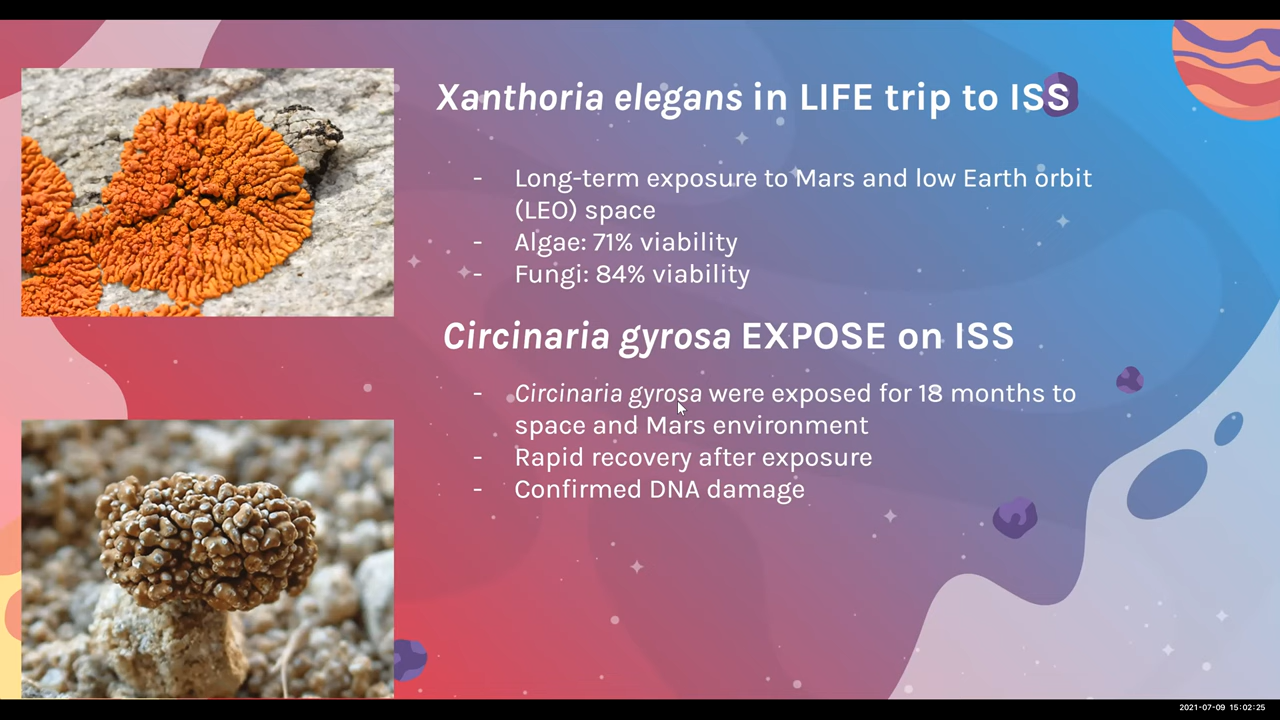 Xanthoria elegans in LIFE trip to ISS
- Long-term exposure to Mars and low Earth orbit
(LEO) space
- Algae: 71% viability
- Fungi: 84% viability
Circinaria gyrosa EXPOSE on ISS
- Circinaria gyrosa were exposed for 18 months to
space and Mars environment
- Rapid recovery after exposure
- Confirmed DNA damage
2021-07-09 15:02:25